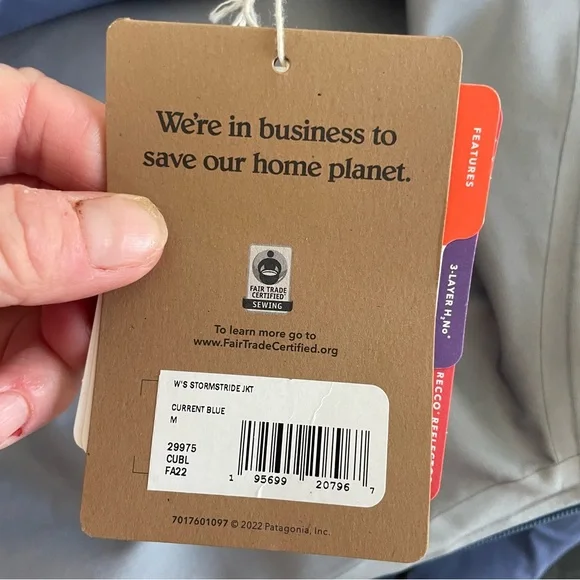 We're in business to
save our home planet.
FAIR TRADE
CERTIFIED
SEWING
To learn more go to
www.FairTradeCertified.org
W'S STORMSTRIDE JKT
CURRENT BLUE
M
29975
CUBL
FA22
1 95699 20796 7
7017601097 © 2022 Patagonia, Inc.
FEATURES
3-LAYER H₂No®
RECCO® REFLECT